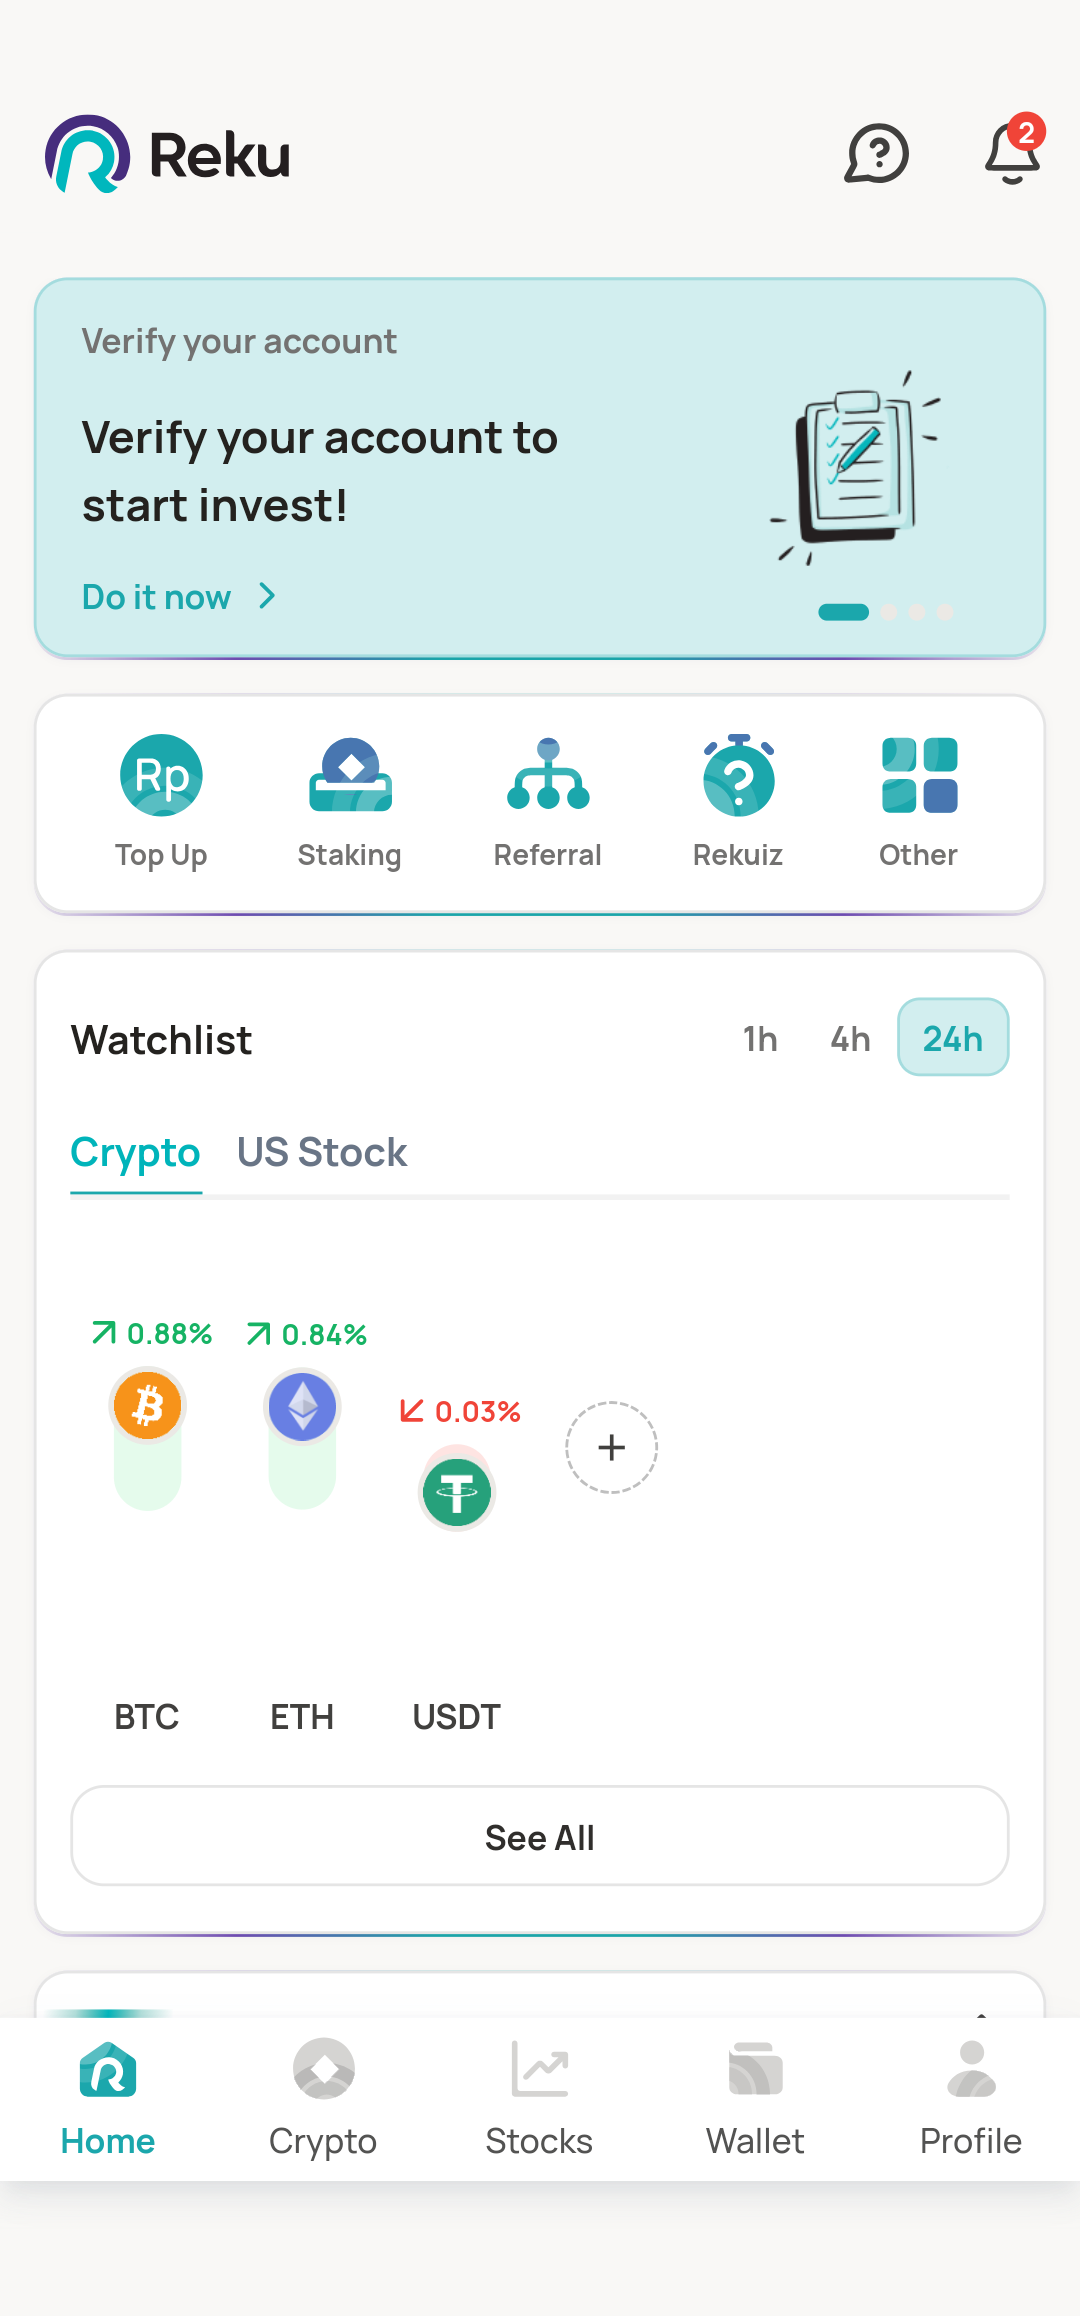 Reku
2
Verify your account
Verify your account to
start invest!
Do it now
Rp
Top Up
Staking
Referral
Rekuiz
Other
Watchlist
1h
4h
24h
Crypto
US Stock
0.88%
0.84%
0.03%
BTC
ETH
USDT
See All
Home
Crypto
Stocks
Wallet
Profile